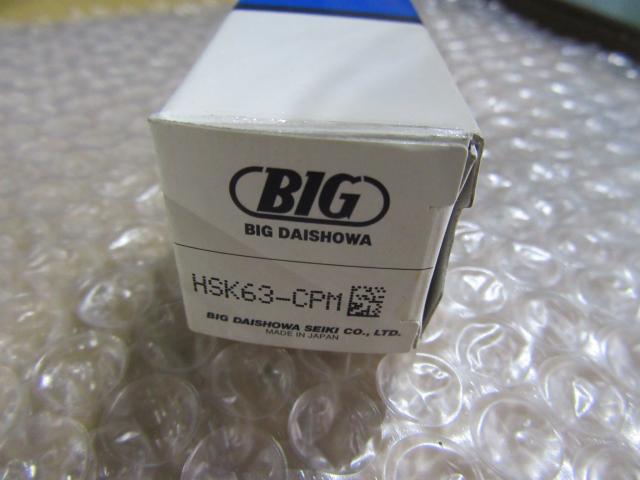 BIG
BIG DAISHOWA
HSK63-CPM
BIG DAISHOWA SEIKI CO., LTD.
MADE IN JAPAN